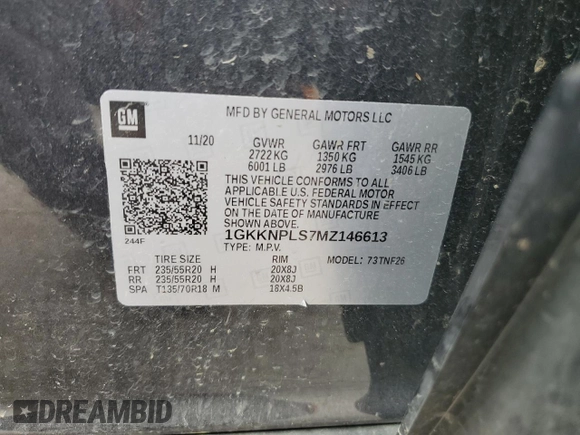 GM
MFD BY GENERAL MOTORS LLC
11/20 GVWR GAWR FRT GAWR RR
2722 KG 1350 KG 1545 KG
6001 LB 2976 LB 3406 LB
THIS VEHICLE CONFORMS TO ALL
APPLICABLE U.S. FEDERAL MOTOR
VEHICLE SAFETY STANDARDS IN EFFECT
ON THE DATE OF MANUFACTURE
SHOWN ABOVE.
244F 1GKKNPLS7MZ146613
TYPE: M.P.V. MODEL: 73TNF26
TIRE SIZE RIM
FRT 235/55R20 H 20X8J
RR 235/55R20 H 20X8J
SPA T135/70R18 M 18X4.5B
DREAMBID